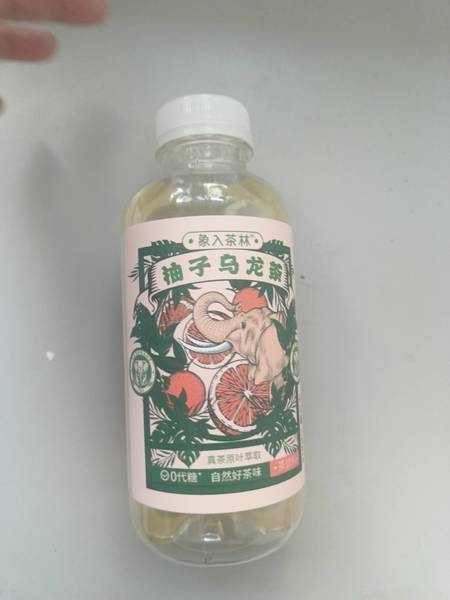 象入茶林
柚子乌龙茶
真茶原叶萃取
0代糖* 自然好茶味